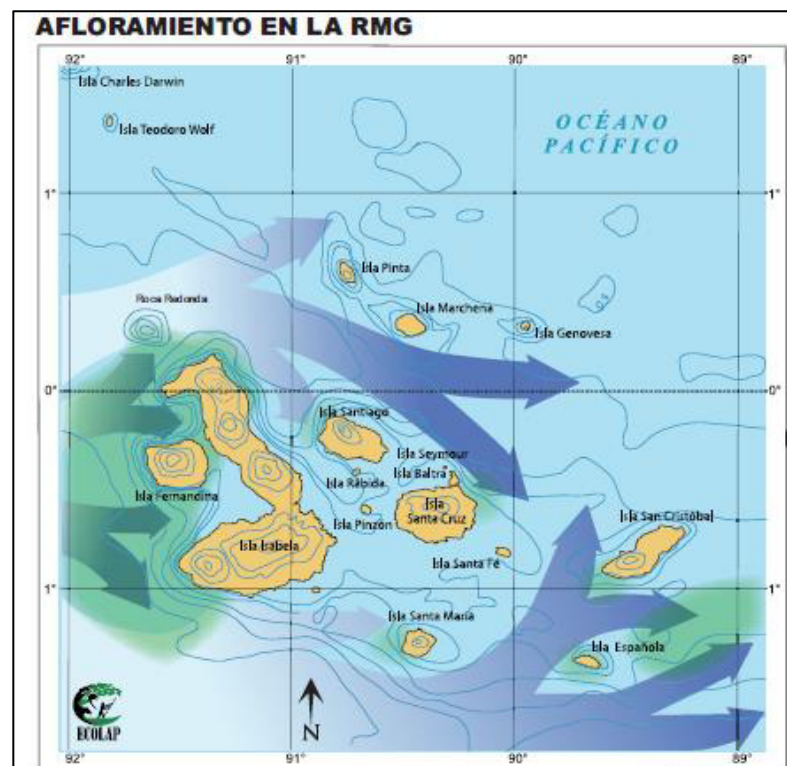 AFLORAMIENTO EN LA RMG
92° 91° 90° 89°
Isla Charles Darwin
Isla Teodoro Wolf
OCÉANO
PACÍFICO
1° 1°
Isla Pinta
Roca Redonda
Isla Marchena
Isla Genovesa
0° 0°
Isla Santiago
Isla Seymour
Isla Baltra
Isla Rábida
Isla Fernandina
Isla
Santa Cruz
Isla Pinzón
Isla San Cristóbal
Isla Isabela
Isla Santa Fé
1° 1°
Isla Santa María
Isla Española
N
ECOLAP
92° 91° 90° 89°